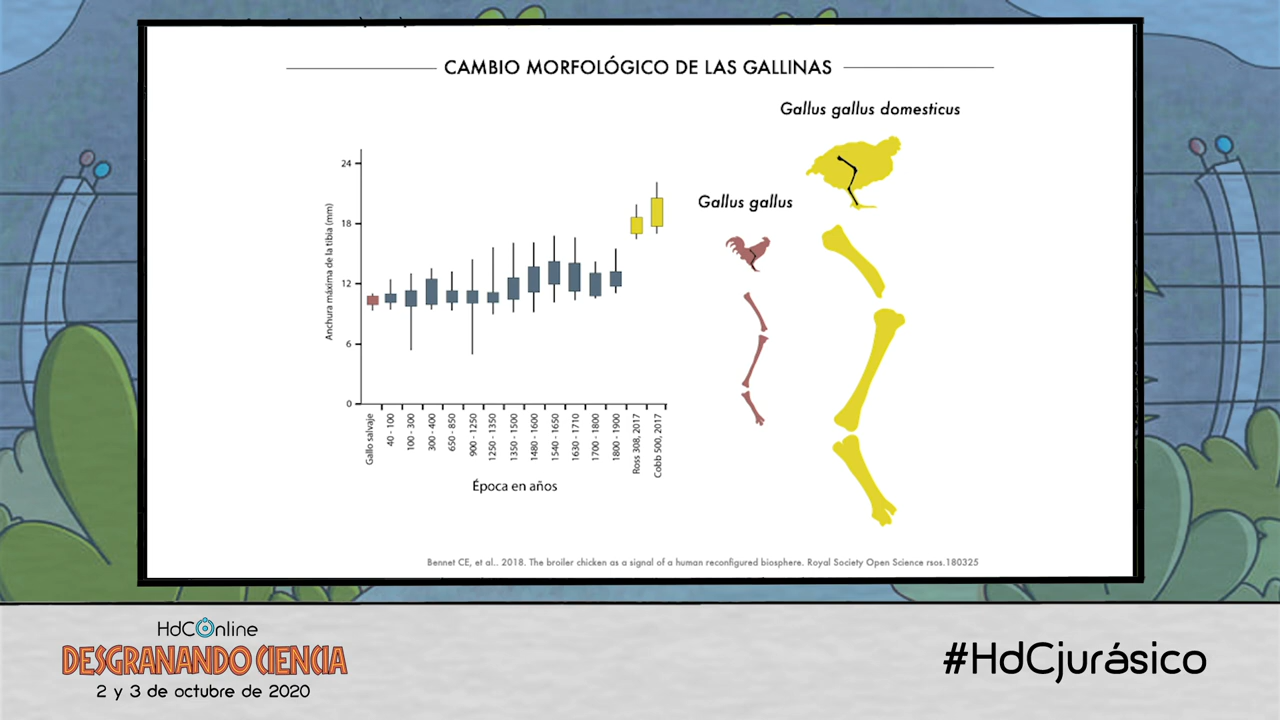 CAMBIO MORFOLÓGICO DE LAS GALLINAS
Gallus gallus domesticus
Gallus gallus
Anchura máxima de la tibia (mm)
24
18
12
6
0
Gallo salvaje
40 - 100
100 - 300
300 - 400
650 - 850
900 - 1250
1250 - 1350
1350 - 1500
1480 - 1600
1540 - 1650
1630 - 1710
1700 - 1800
1800 - 1900
Ross 308, 2017
Cobb 500, 2017
Época en años
Bennet CE, et al.. 2018. The broiler chicken as a signal of a human reconfigured biosphere. Royal Society Open Science rsos.180325
HdCOnline
DESGRANANDO CIENCIA
2 y 3 de octubre de 2020
#HdCjurásico